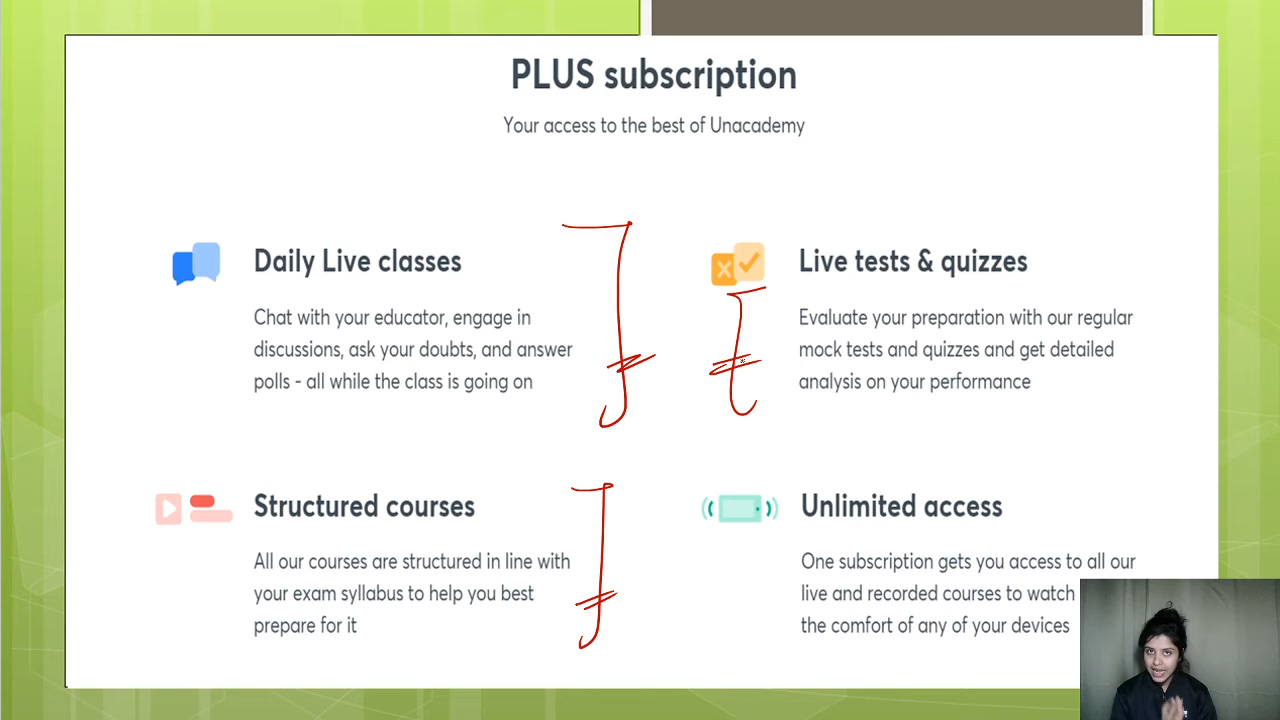 PLUS subscription
Your access to the best of Unacademy
Daily Live classes
Chat with your educator, engage in
discussions, ask your doubts, and answer
polls - all while the class is going on
Live tests & quizzes
Evaluate your preparation with our regular
mock tests and quizzes and get detailed
analysis on your performance
Structured courses
All our courses are structured in line with
your exam syllabus to help you best
prepare for it
Unlimited access
One subscription gets you access to all our
live and recorded courses to watch
the comfort of any of your devices